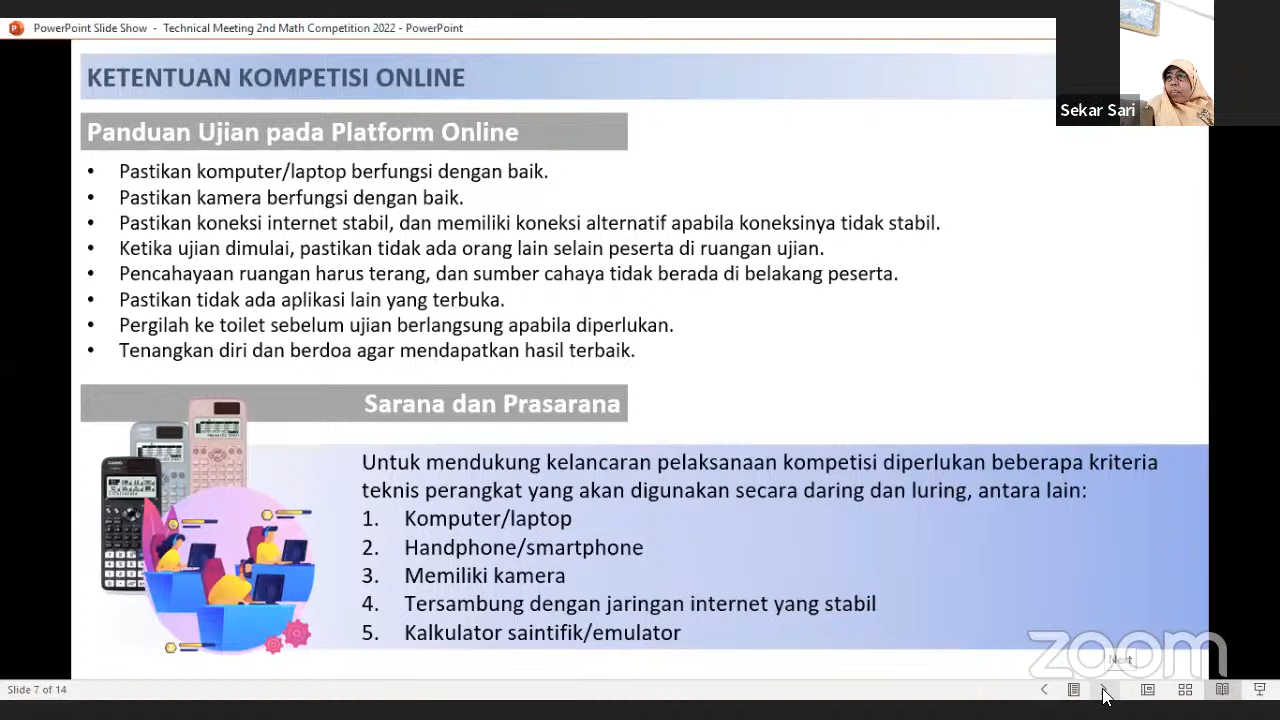 PowerPoint Slide Show - Technical Meeting 2nd Math Competition 2022 - PowerPoint
KETENTUAN KOMPETISI ONLINE
Sekar Sari
Panduan Ujian pada Platform Online
• Pastikan komputer/laptop berfungsi dengan baik.
• Pastikan kamera berfungsi dengan baik.
• Pastikan koneksi internet stabil, dan memiliki koneksi alternatif apabila koneksinya tidak stabil.
• Ketika ujian dimulai, pastikan tidak ada orang lain selain peserta di ruangan ujian.
• Pencahayaan ruangan harus terang, dan sumber cahaya tidak berada di belakang peserta.
• Pastikan tidak ada aplikasi lain yang terbuka.
• Pergilah ke toilet sebelum ujian berlangsung apabila diperlukan.
• Tenangkan diri dan berdoa agar mendapatkan hasil terbaik.
Sarana dan Prasarana
Untuk mendukung kelancaran pelaksanaan kompetisi diperlukan beberapa kriteria
teknis perangkat yang akan digunakan secara daring dan luring, antara lain:
1. Komputer/laptop
2. Handphone/smartphone
3. Memiliki kamera
4. Tersambung dengan jaringan internet yang stabil
5. Kalkulator saintifik/emulator
zoom
Next
Slide 7 of 14